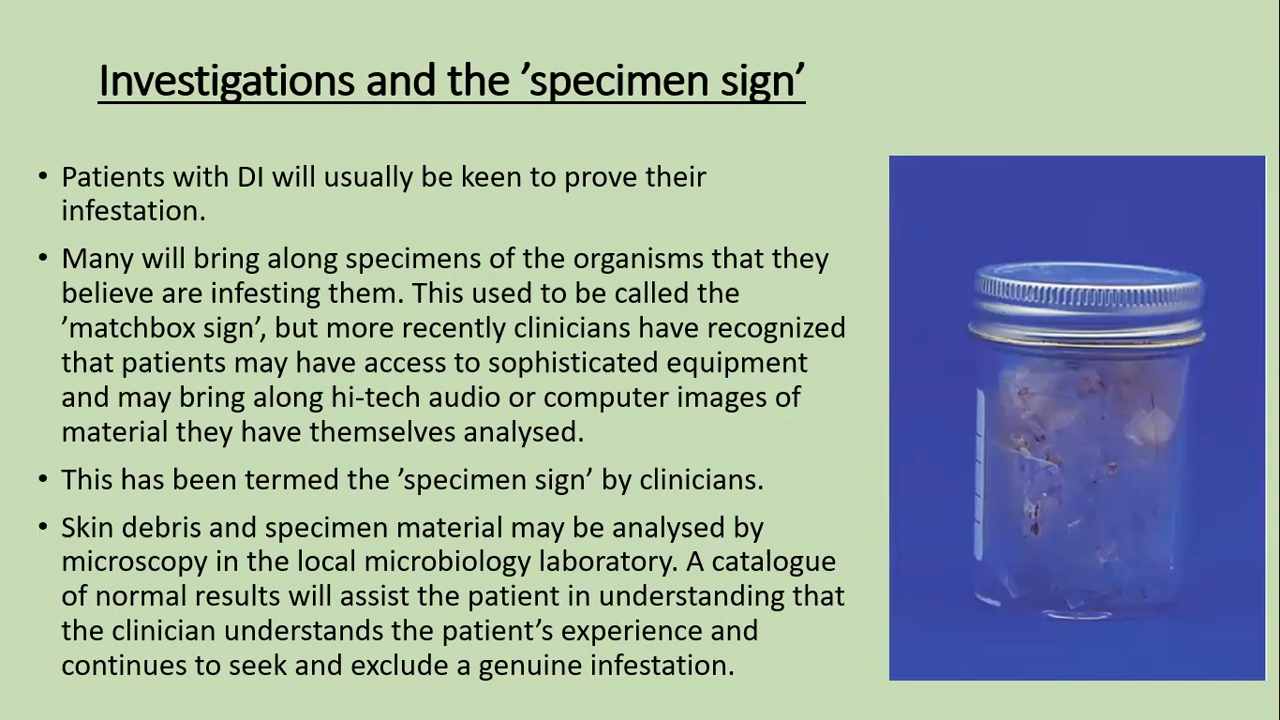 Investigations and the ’specimen sign’
• Patients with DI will usually be keen to prove their
infestation.
• Many will bring along specimens of the organisms that they
believe are infesting them. This used to be called the
’matchbox sign’, but more recently clinicians have recognized
that patients may have access to sophisticated equipment
and may bring along hi-tech audio or computer images of
material they have themselves analysed.
• This has been termed the ’specimen sign’ by clinicians.
• Skin debris and specimen material may be analysed by
microscopy in the local microbiology laboratory. A catalogue
of normal results will assist the patient in understanding that
the clinician understands the patient’s experience and
continues to seek and exclude a genuine infestation.